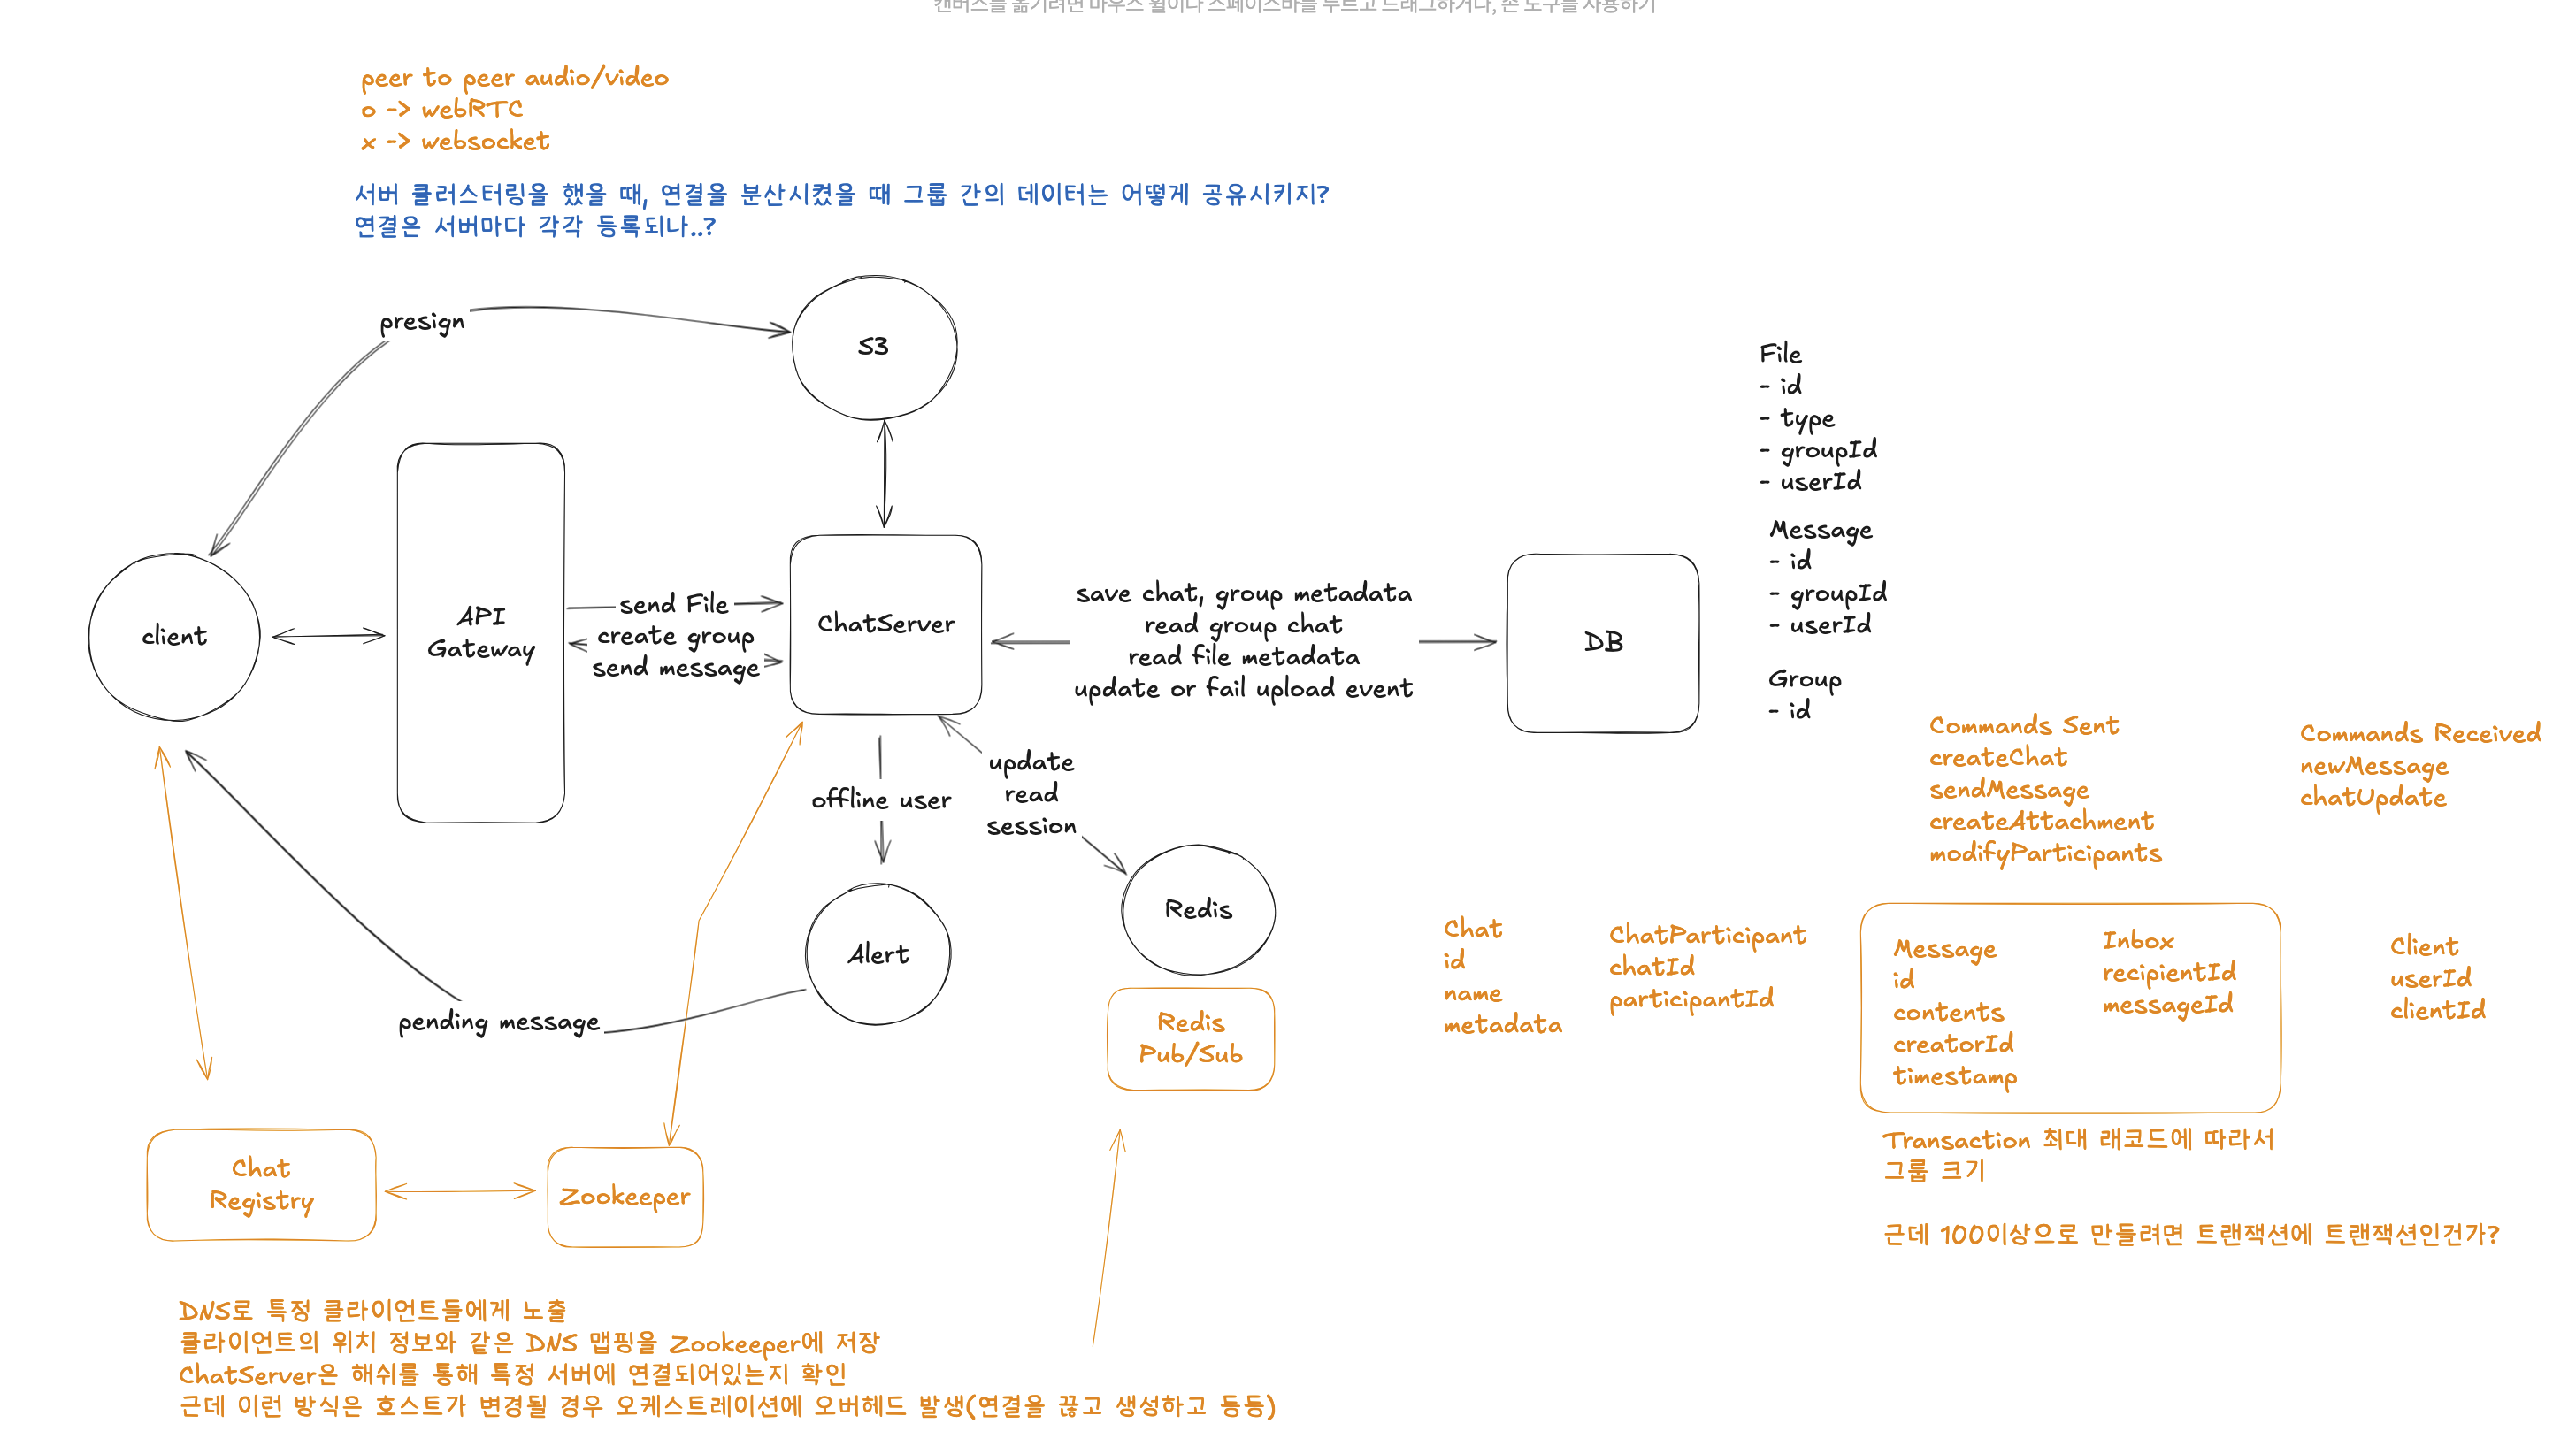 캔버스를 옮기려면 마우스 휠이나 스페이스바를 누르고 드래그하거나, 손 도구를 사용하기
peer to peer audio/video
o -> webRTC
x -> websocket
서버 클러스터링을 했을 때, 연결을 분산시켰을 때 그룹 간의 데이터는 어떻게 공유시키지?
연결은 서버마다 각각 등록되나..?
presign
S3
client
API
Gateway
send File
create group
send message
ChatServer
save chat, group metadata
read group chat
read file metadata
update or fail upload event
DB
File
- id
- type
- groupId
- userId
Message
- id
- groupId
- userId
Group
- id
offline user
update
read
session
Alert
Redis
pending message
Redis
Pub/Sub
Chat
Registry
Zookeeper
Commands Sent
createChat
sendMessage
createAttachment
modifyParticipants
Commands Received
newMessage
chatUpdate
Chat
id
name
metadata
ChatParticipant
chatId
participantId
Message
id
contents
creatorId
timestamp
Inbox
recipientId
messageId
Client
userId
clientId
Transaction 최대 래코드에 따라서
그룹 크기
근데 100이상으로 만들려면 트랜잭션에 트랜잭션인건가?
DNS로 특정 클라이언트들에게 노출
클라이언트의 위치 정보와 같은 DNS 맵핑을 Zookeeper에 저장
ChatServer은 해쉬를 통해 특정 서버에 연결되어있는지 확인
근데 이런 방식은 호스트가 변경될 경우 오케스트레이션에 오버헤드 발생(연결을 끊고 생성하고 등등)